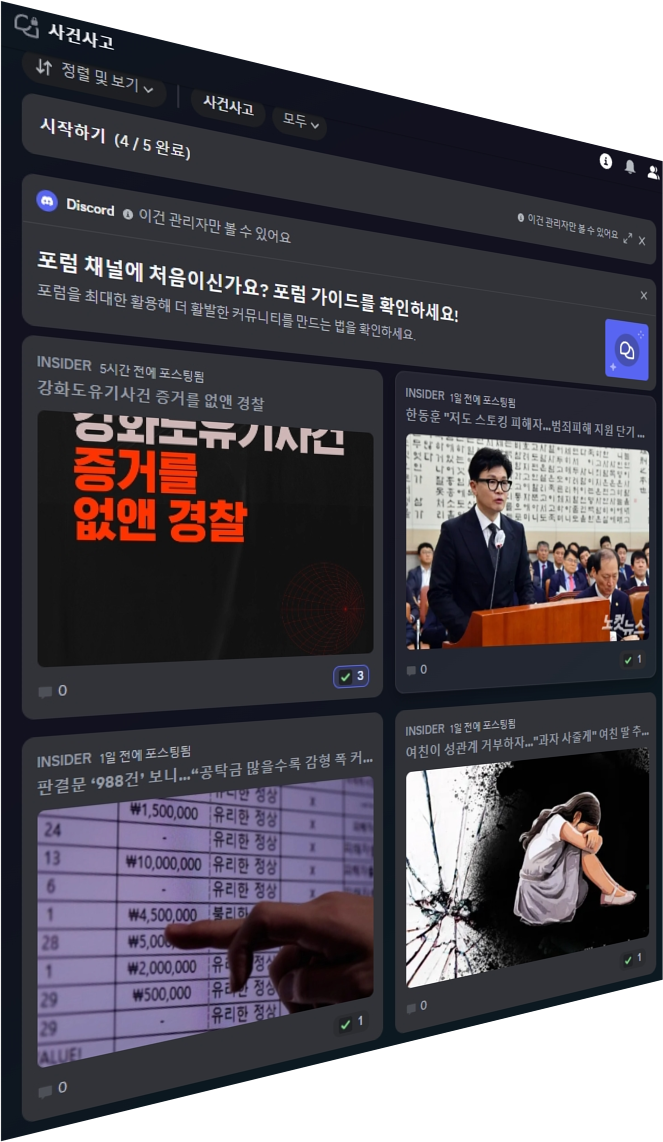 사건사고
정렬 및 보기
사건사고
모두
시작하기 (4 / 5 완료)
이건 관리자만 볼 수 있어요
Discord 이건 관리자만 볼 수 있어요
포럼 채널에 처음이신가요? 포럼 가이드를 확인하세요!
포럼을 최대한 활용해 더 활발한 커뮤니티를 만드는 법을 확인하세요.
INSIDER 5시간 전에 포스팅됨
강화도유기사건 증거를 없앤 경찰
강화도유기사건
증거를
없앤 경찰
0
3
INSIDER 1일 전에 포스팅됨
한동훈 "저도 스토킹 피해자...범죄피해 지원 단기 ...
노컷뉴스
0
1
INSIDER 1일 전에 포스팅됨
판결문 ‘988건’ 보니...“공탁금 많을수록 감형 폭 커...
유리한 정상
₩1,500,000 유리한 정상 x
24 - 유리한 정상 x
13 ₩10,000,000 유리한 정상 x
6 - 유리한 정상
1 ₩4,500,000 불리한
28 ₩5,00
1 ₩2,000,000
29 ₩500,000 유리한 정상
29 - 유리한 정상
ALUE!
1
0
INSIDER 1일 전에 포스팅됨
여친이 성관계 거부하자..."과자 사줄게" 여친 딸 추...
1
0